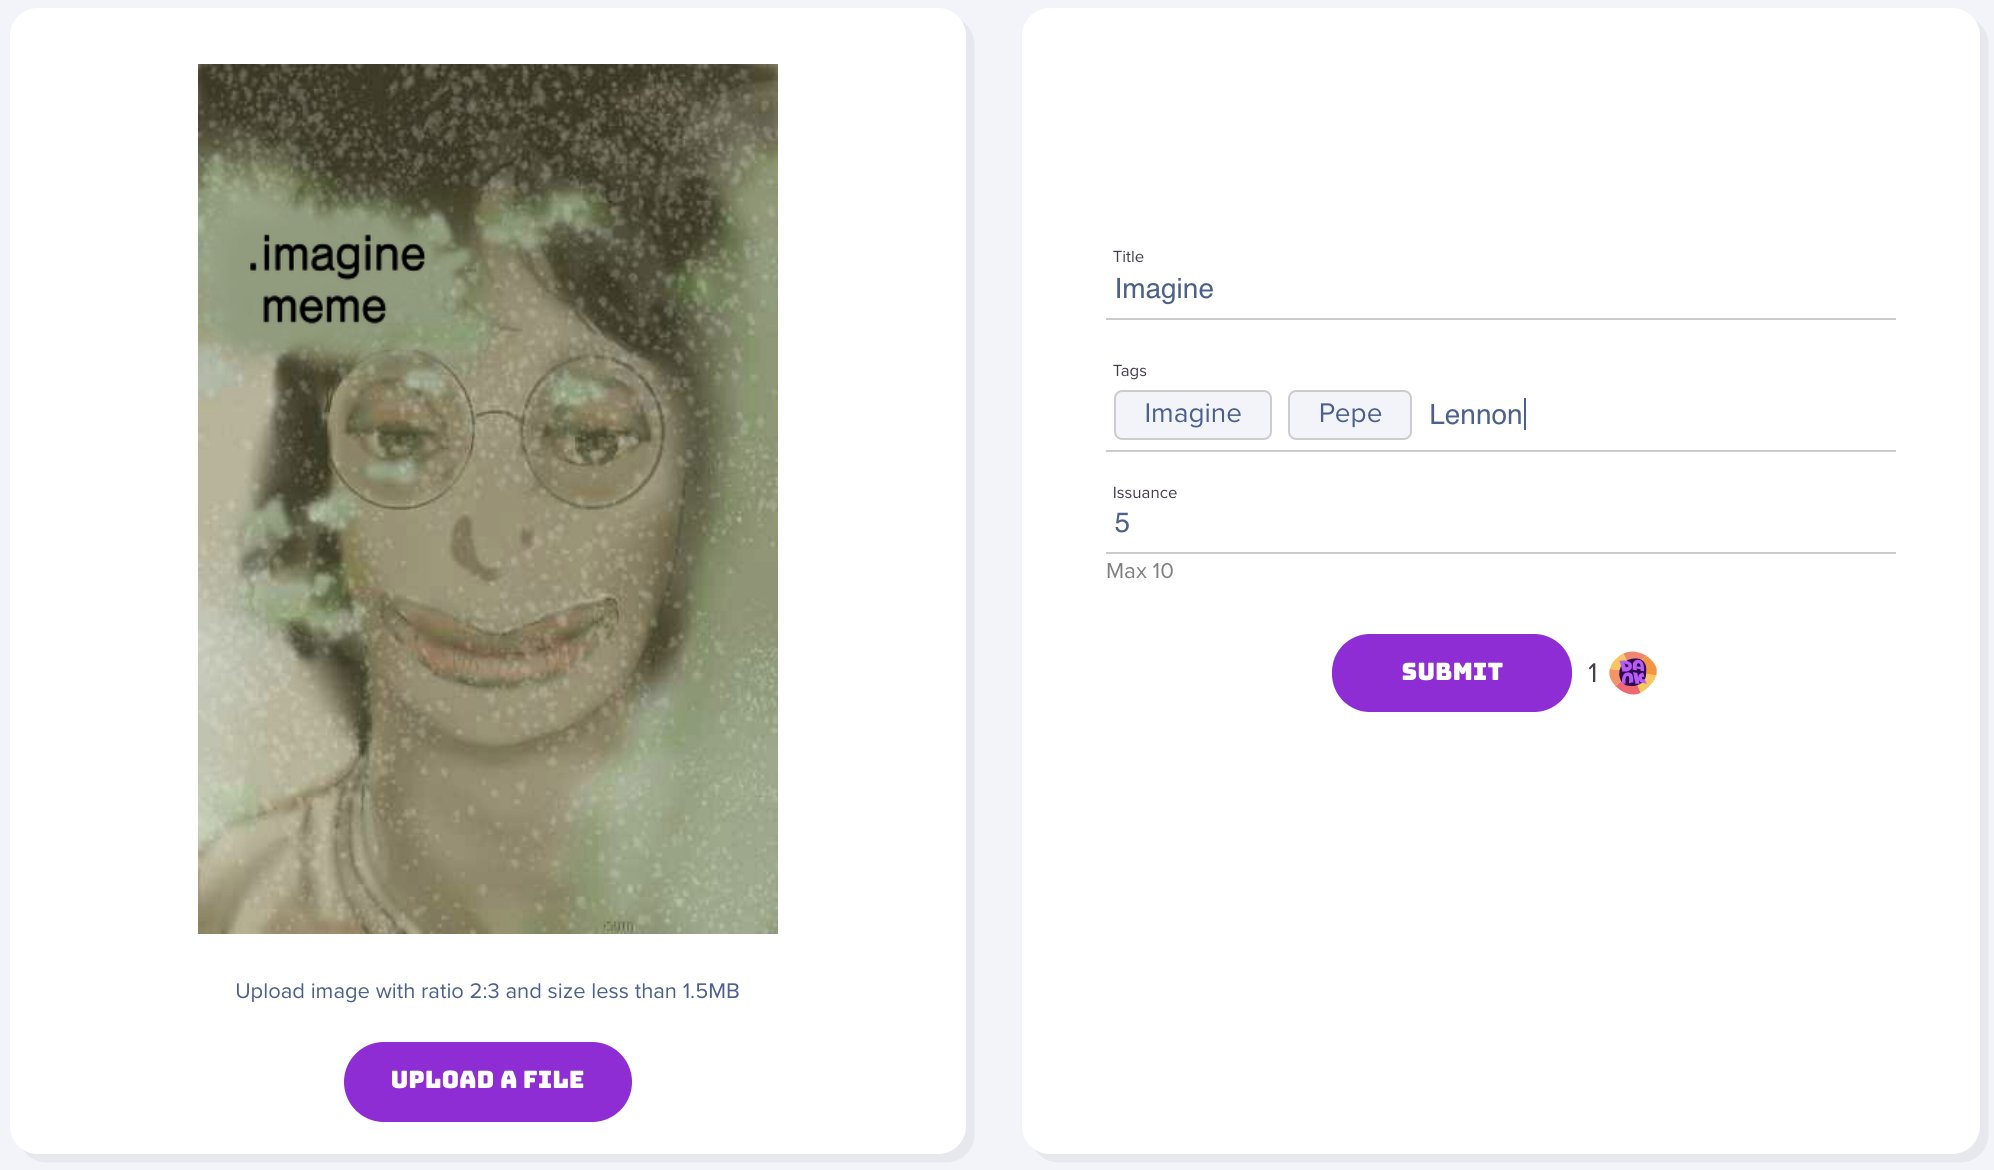 .imagine
meme
Upload image with ratio 2:3 and size less than 1.5MB
UPLOAD A FILE
Title
Imagine
Tags
Imagine Pepe Lennon
Issuance
5
Max 10
SUBMIT 1 DANK